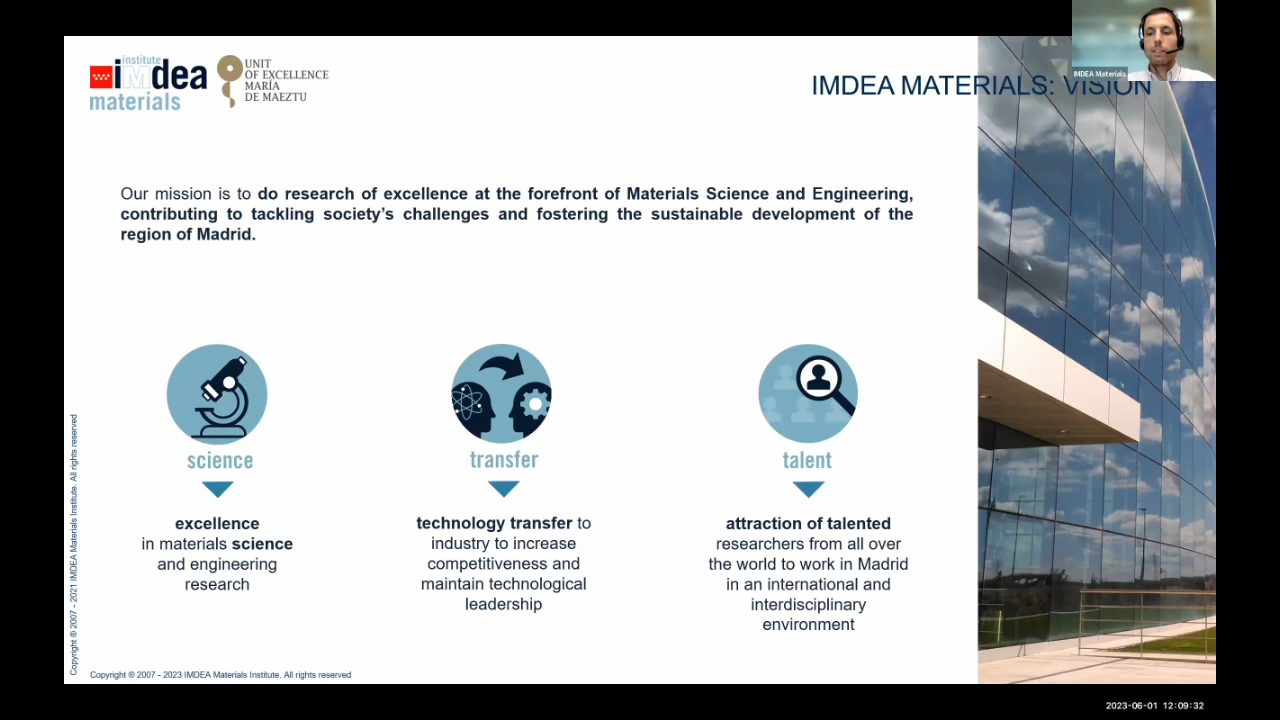 institute
imdea
materials
UNIT
OF EXCELLENCE
MARÍA
DE MAEZTU
IMDEA Materials
IMDEA MATERIALS: VISION
Our mission is to do research of excellence at the forefront of Materials Science and Engineering,
contributing to tackling society's challenges and fostering the sustainable development of the
region of Madrid.
science
excellence
in materials science
and engineering
research
transfer
technology transfer to
industry to increase
competitiveness and
maintain technological
leadership
talent
attraction of talented
researchers from all over
the world to work in Madrid
in an international and
interdisciplinary
environment
Copyright ® 2007 - 2021 IMDEA Materials Institute. All rights reserved
Copyright ® 2007 - 2023 IMDEA Materials Institute. All rights reserved
2023-06-01 12:09:32